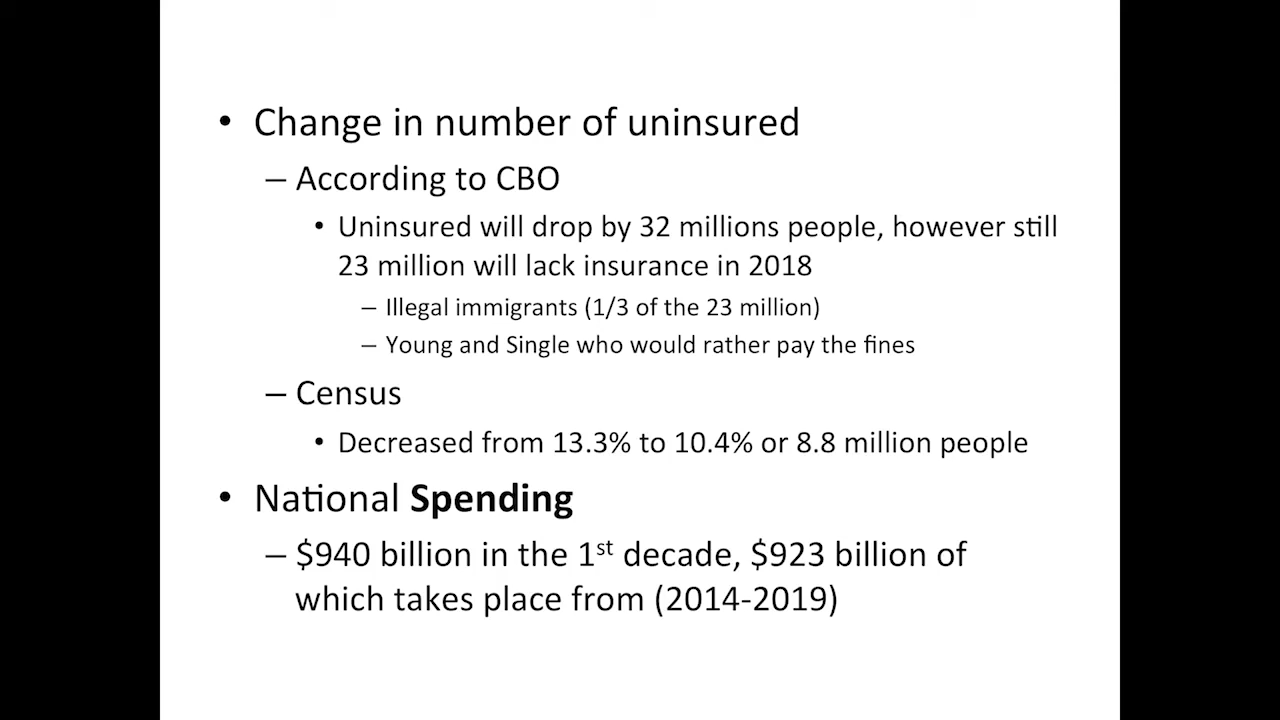 • Change in number of uninsured
– According to CBO
• Uninsured will drop by 32 millions people, however still
23 million will lack insurance in 2018
– Illegal immigrants (1/3 of the 23 million)
– Young and Single who would rather pay the fines
– Census
• Decreased from 13.3% to 10.4% or 8.8 million people
• National Spending
– $940 billion in the 1st decade, $923 billion of
which takes place from (2014-2019)